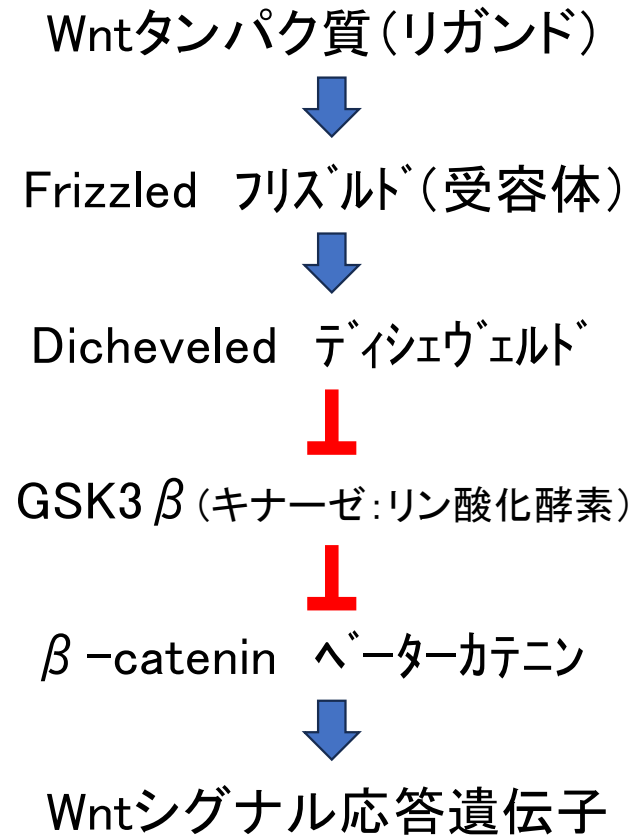 Wntタンパク質(リガンド)
Frizzled フリズルド(受容体)
Dicheveled ディシェヴェルド
GSK3β(キナーゼ:リン酸化酵素)
β-catenin ベーターカテニン
Wntシグナル応答遺伝子